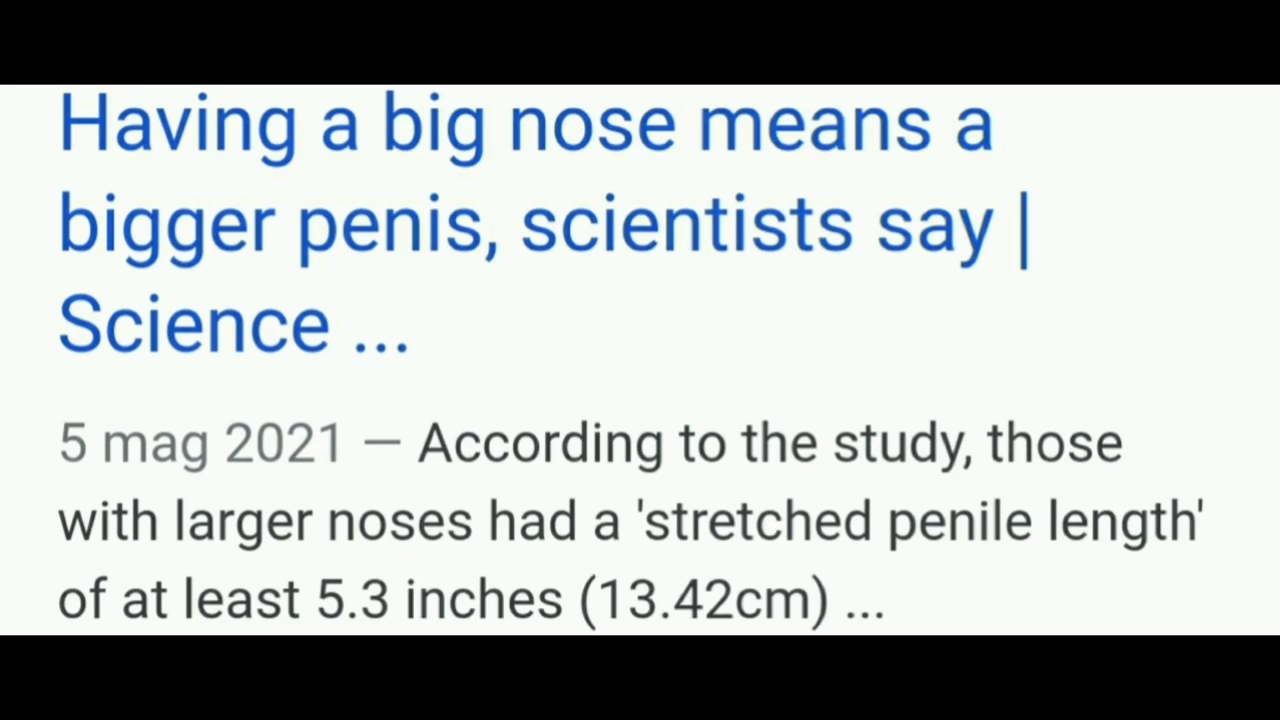 Having a big nose means a
bigger penis, scientists say |
Science ...
5 mag 2021 — According to the study, those
with larger noses had a 'stretched penile length'
of at least 5.3 inches (13.42cm) ...